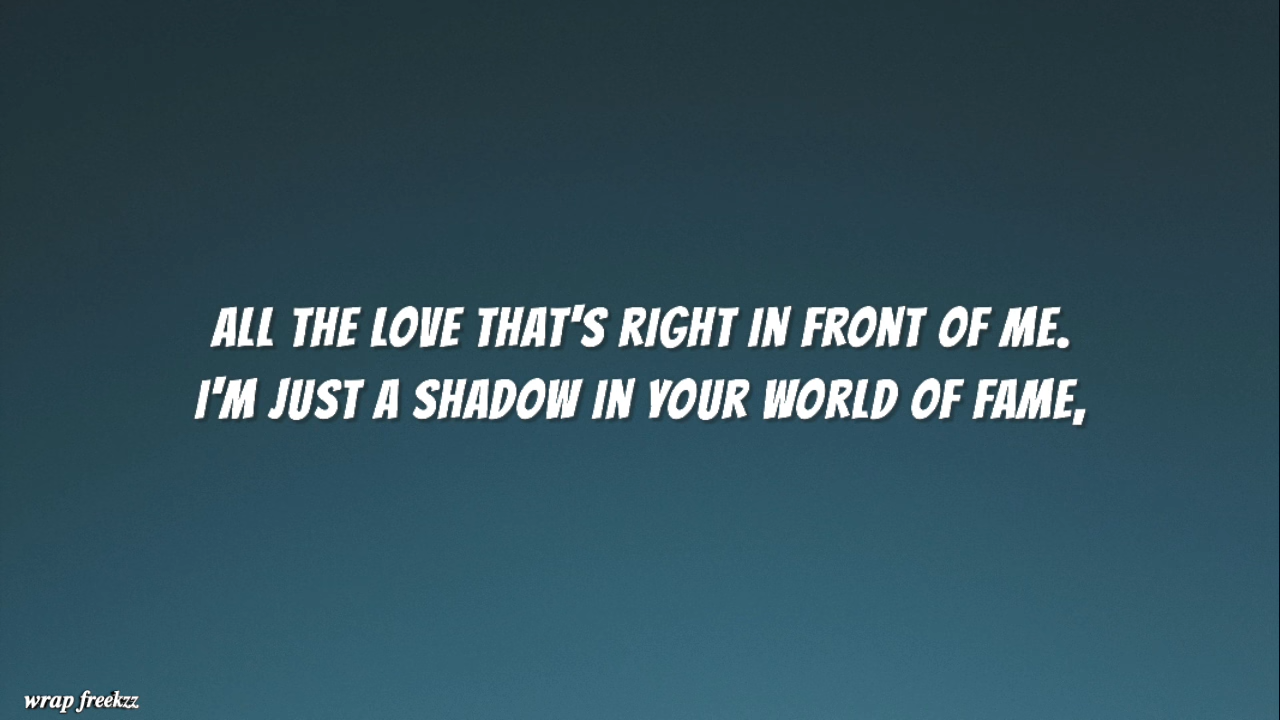 ALL THE LOVE THAT'S RIGHT IN FRONT OF ME.
I'M JUST A SHADOW IN YOUR WORLD OF FAME,
wrap freekzz